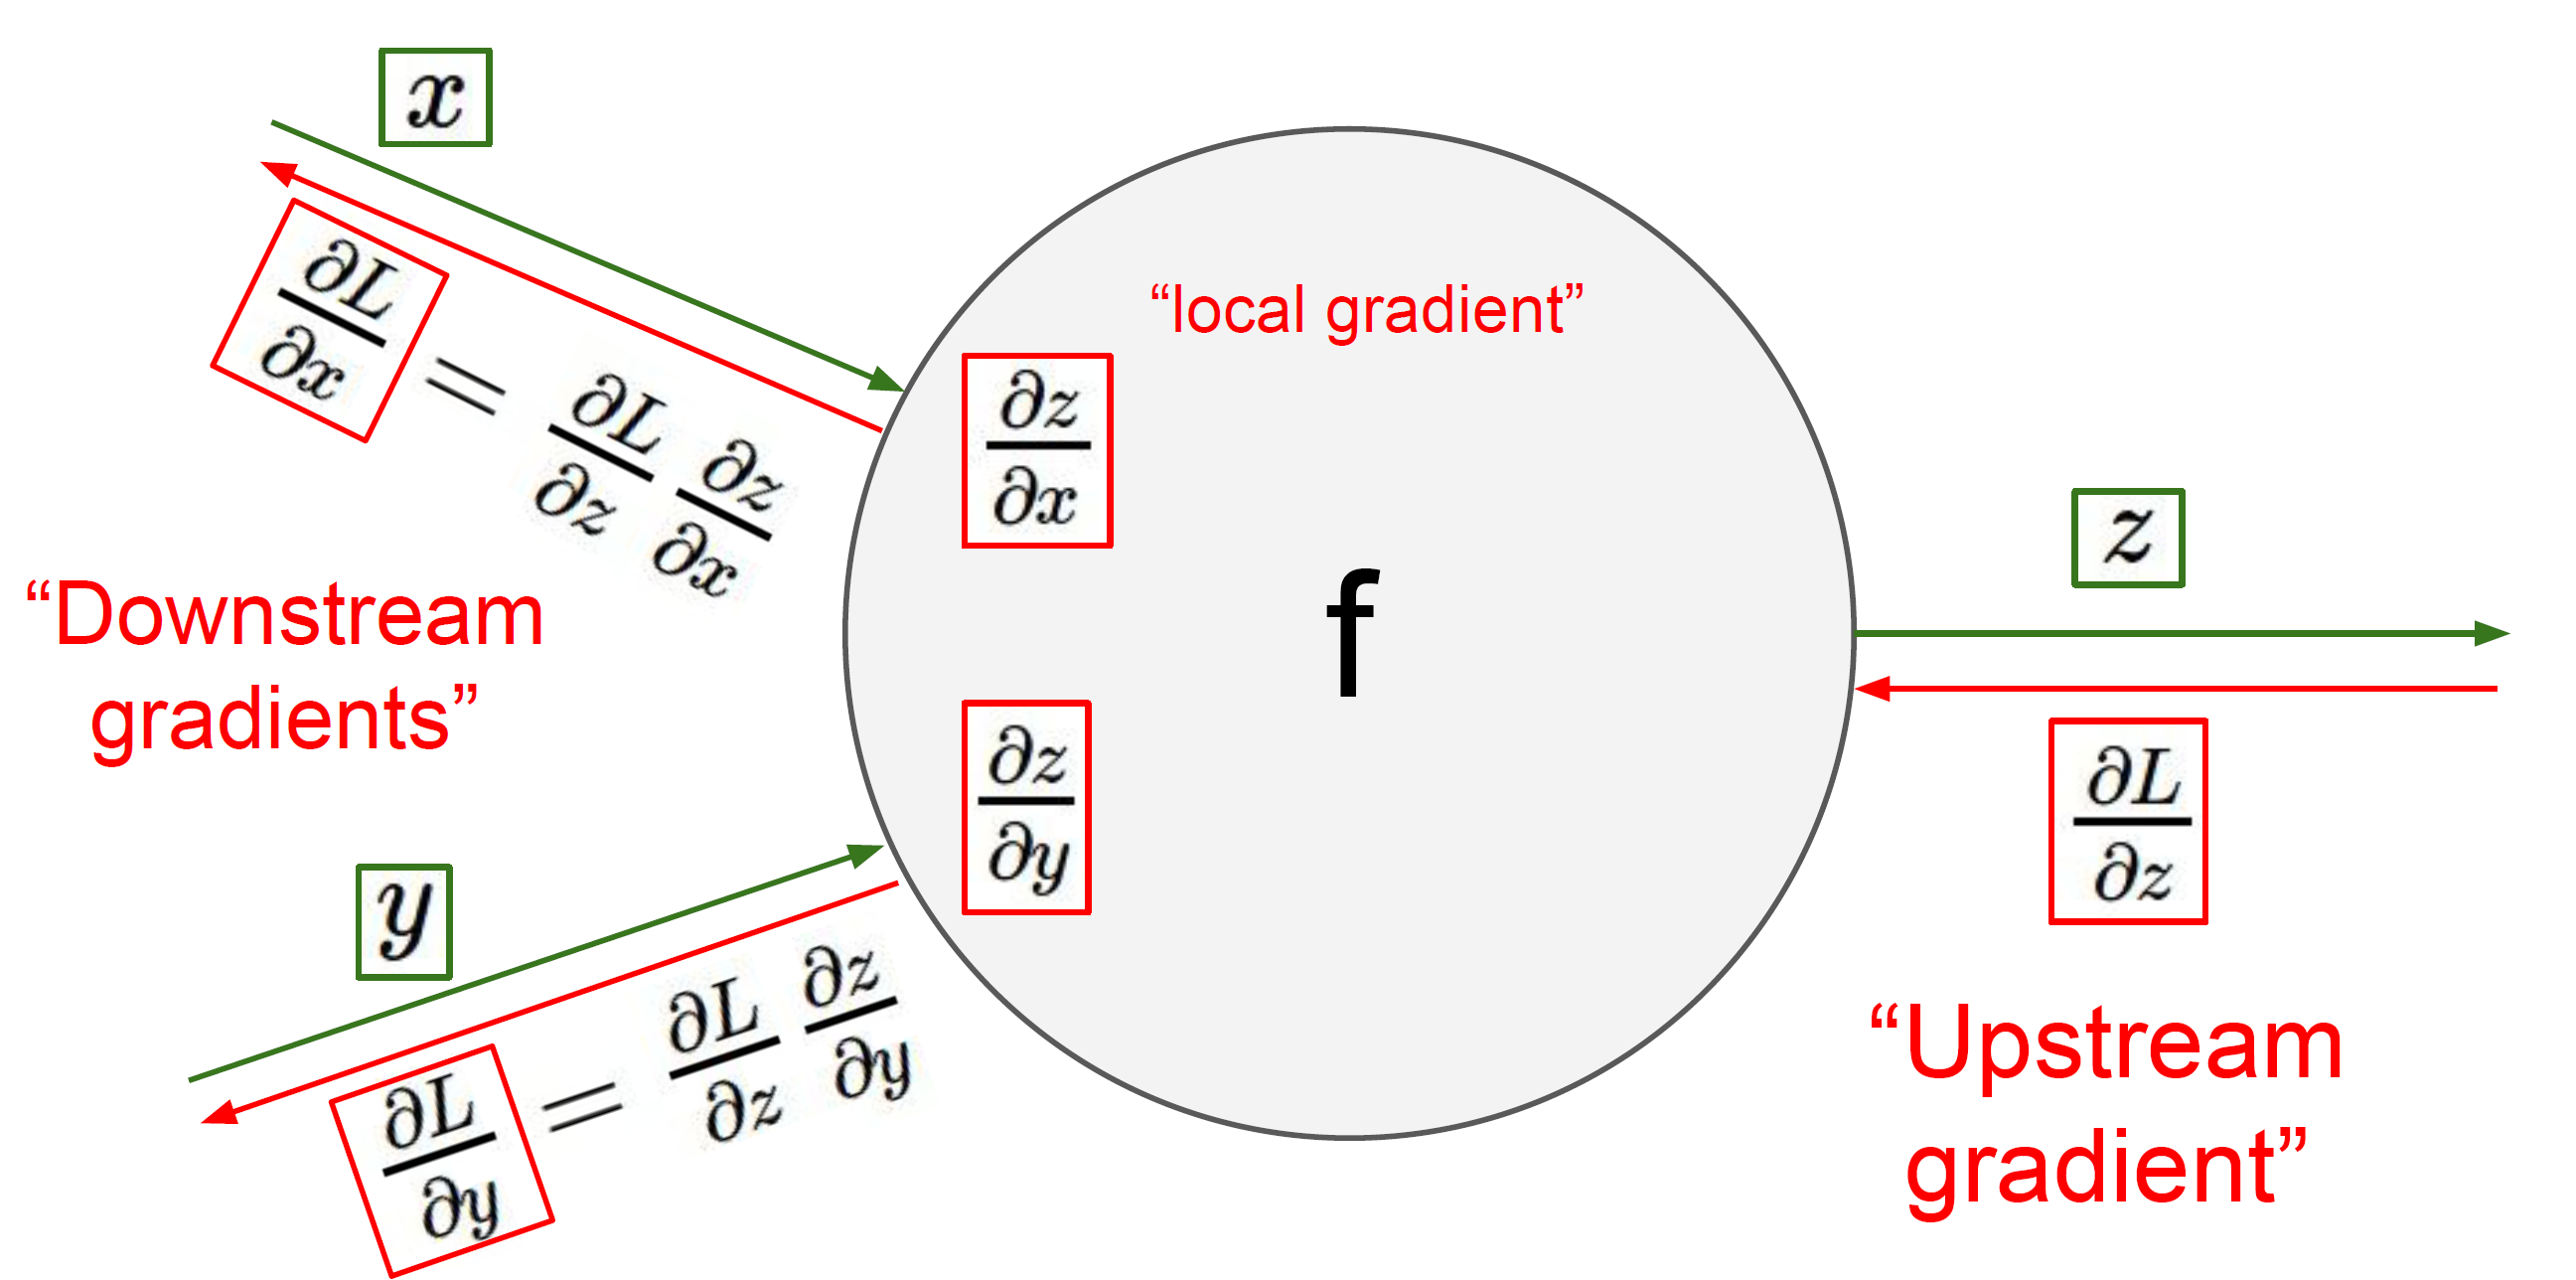 x
∂L/∂x = ∂L/∂z ∂z/∂x
“Downstream
gradients”
y
∂L/∂y = ∂L/∂z ∂z/∂y
“local gradient”
∂z/∂x
f
∂z/∂y
z
∂L/∂z
“Upstream
gradient”